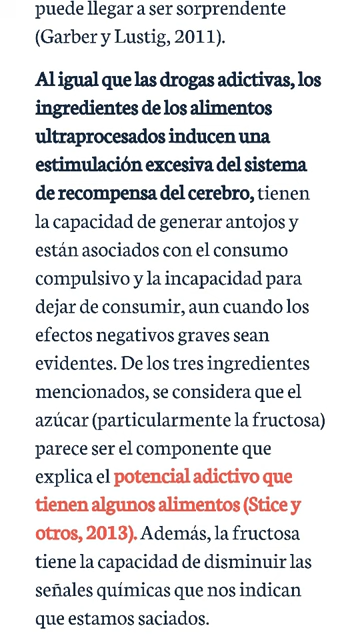 puede llegar a ser sorprendente
(Garber y Lustig, 2011).
Al igual que las drogas adictivas, los
ingredientes de los alimentos
ultraprocesados inducen una
estimulación excesiva del sistema
de recompensa del cerebro, tienen
la capacidad de generar antojos y
están asociados con el consumo
compulsivo y la incapacidad para
dejar de consumir, aun cuando los
efectos negativos graves sean
evidentes. De los tres ingredientes
mencionados, se considera que el
azúcar (particularmente la fructosa)
parece ser el componente que
explica el potencial adictivo que
tienen algunos alimentos (Stice y
otros, 2013). Además, la fructosa
tiene la capacidad de disminuir las
señales químicas que nos indican
que estamos saciados.